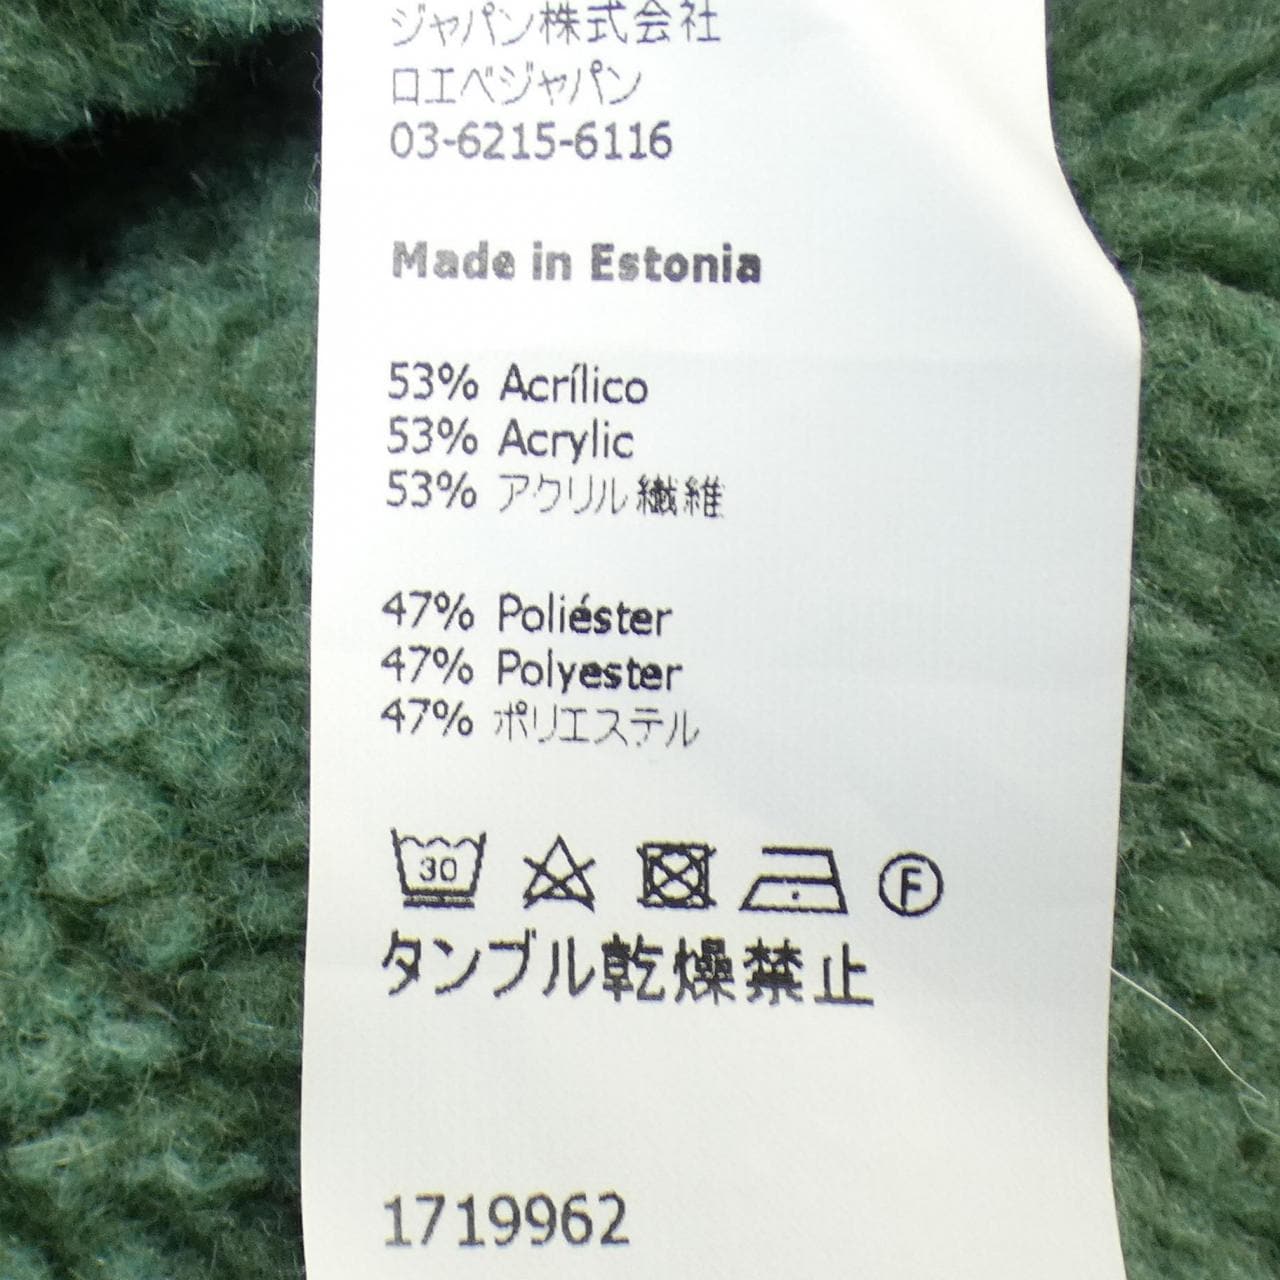 ジャパン株式会社
ロエベジャパン
03-6215-6116
Made in Estonia
53% Acrílico
53% Acrylic
53% アクリル繊維
47% Poliéster
47% Polyester
47% ポリエステル
30
F
タンブル乾燥禁止
1719962